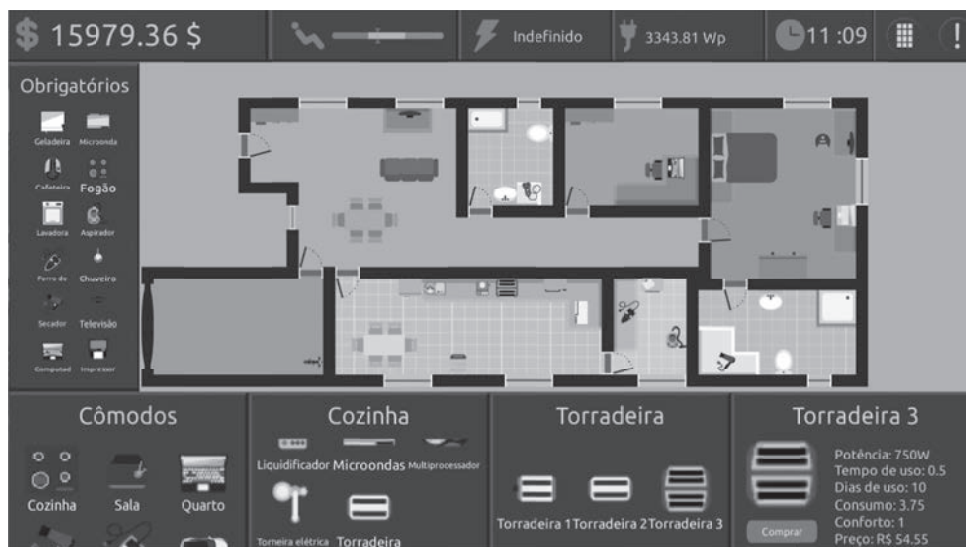 $ 15979.36 $
Indefinido
3343.81 Wp
11 :09
!
Obrigatórios
Geladeira Microonda
Cafeteira Fogão
Lavadora Aspirador
Chuveiro
Secador Televisão
Computad Impressor
Cômodos
Cozinha Sala Quarto
Cozinha
Liquidificador Microondas Multiprocessador
Torneira elétrica Torradeira
Torradeira
Torradeira 1 Torradeira 2 Torradeira 3
Torradeira 3
Potência: 750W
Tempo de uso: 0.5
Dias de uso: 10
Consumo: 3.75
Conforto: 1
Preço: R$ 54.55
Comprar